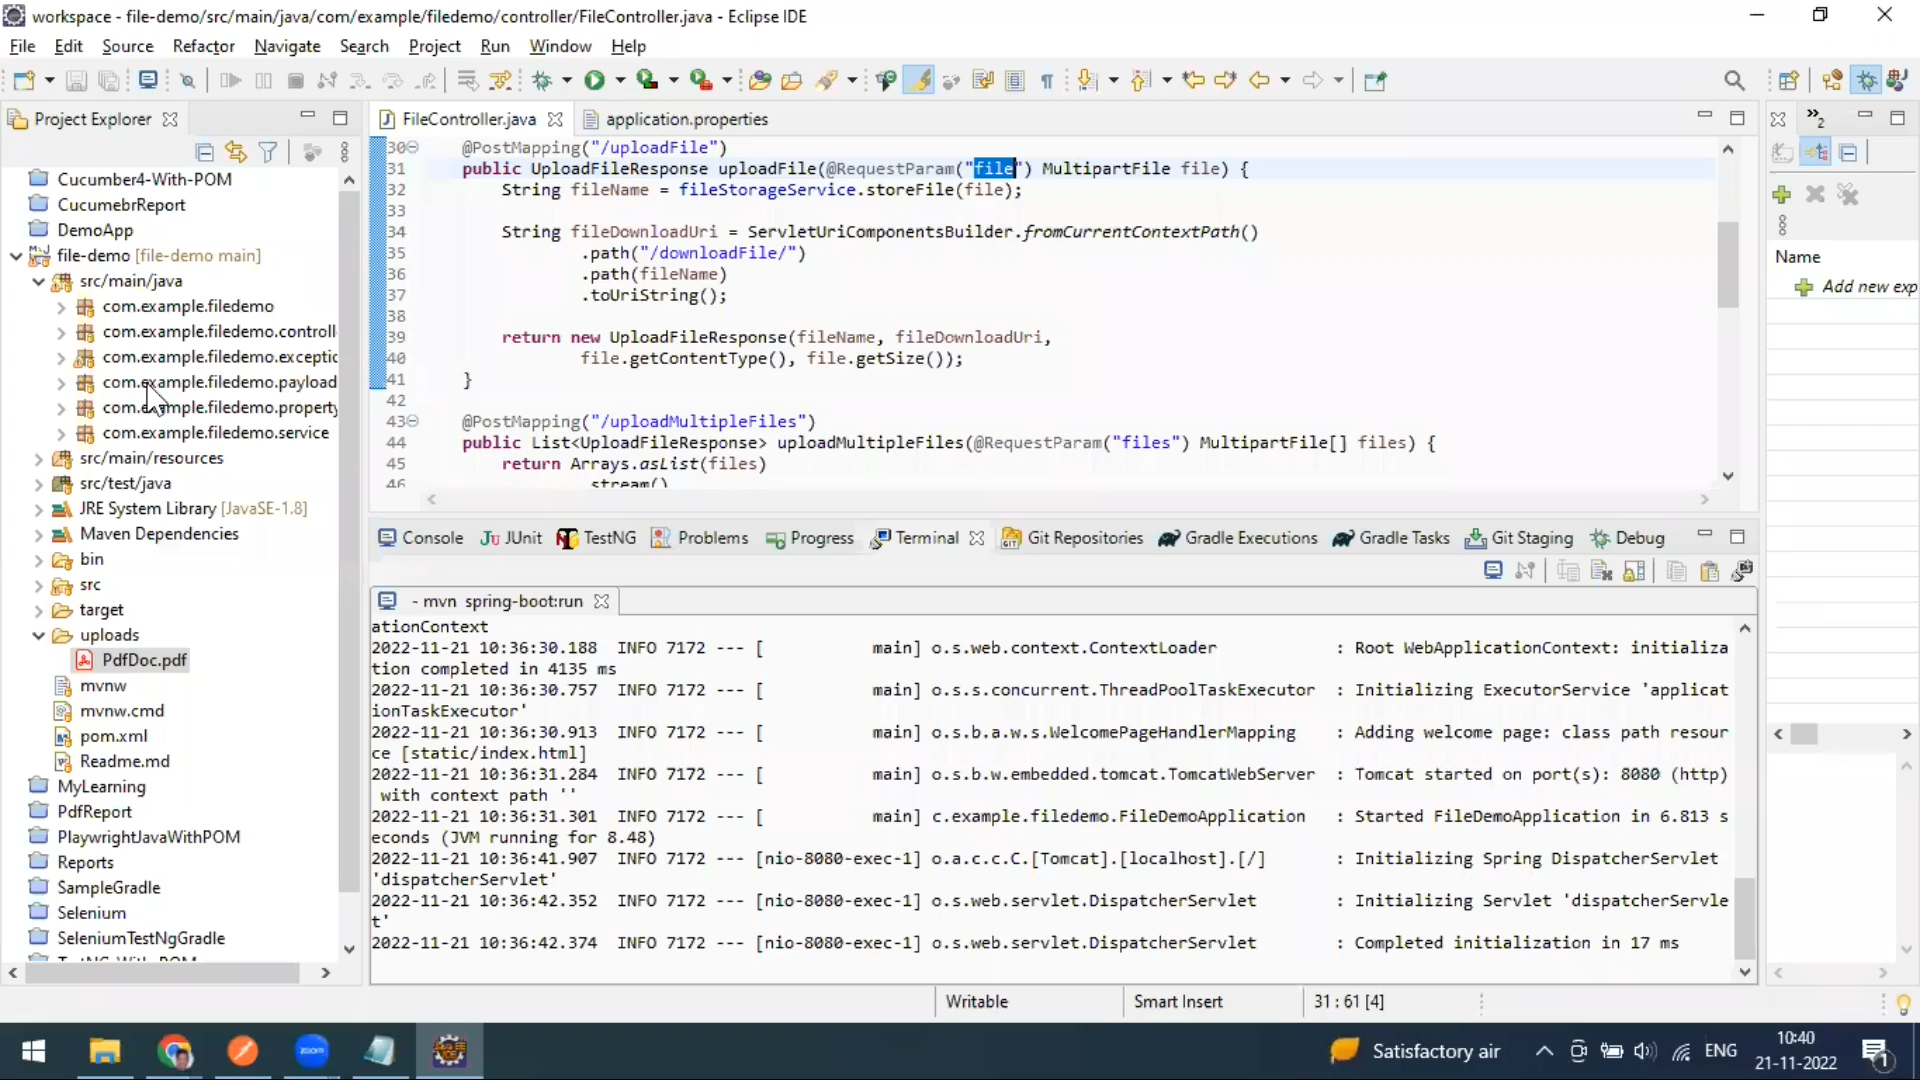 workspace - file-demo/src/main/java/com/example/filedemo/controller/FileController.java - Eclipse IDE
File Edit Source Refactor Navigate Search Project Run Window Help
Project Explorer
Cucumber4-With-POM
CucumebrReport
DemoApp
file-demo [file-demo main]
src/main/java
com.example.filedemo
com.example.filedemo.controll
com.example.filedemo.exceptic
com.example.filedemo.payload
com.example.filedemo.property
com.example.filedemo.service
src/main/resources
src/test/java
JRE System Library [JavaSE-1.8]
Maven Dependencies
bin
src
target
uploads
PdfDoc.pdf
mvnw
mvnw.cmd
pom.xml
Readme.md
MyLearning
PdfReport
PlaywrightJavaWithPOM
Reports
SampleGradle
Selenium
SeleniumTestNgGradle
FileController.java application.properties
30 @PostMapping("/uploadFile")
31 public UploadFileResponse uploadFile(@RequestParam("file") MultipartFile file) {
32 String fileName = fileStorageService.storeFile(file);
33
34 String fileDownloadUri = ServletUriComponentsBuilder.fromCurrentContextPath()
35 .path("/downloadFile/")
36 .path(fileName)
37 .toUriString();
38
39 return new UploadFileResponse(fileName, fileDownloadUri,
40 file.getContentType(), file.getSize());
41 }
42
43 @PostMapping("/uploadMultipleFiles")
44 public List<UploadFileResponse> uploadMultipleFiles(@RequestParam("files") MultipartFile[] files) {
45 return Arrays.asList(files)
46 .stream()
Console JUnit TestNG Problems Progress Terminal Git Repositories Gradle Executions Gradle Tasks Git Staging Debug
- mvn spring-boot:run
ationContext
2022-11-21 10:36:30.188 INFO 7172 --- [ main] o.s.web.context.ContextLoader : Root WebApplicationContext: initializa
tion completed in 4135 ms
2022-11-21 10:36:30.757 INFO 7172 --- [ main] o.s.s.concurrent.ThreadPoolTaskExecutor : Initializing ExecutorService 'applicat
ionTaskExecutor'
2022-11-21 10:36:30.913 INFO 7172 --- [ main] o.s.b.a.w.s.WelcomePageHandlerMapping : Adding welcome page: class path resour
ce [static/index.html]
2022-11-21 10:36:31.284 INFO 7172 --- [ main] o.s.b.w.embedded.tomcat.TomcatWebServer : Tomcat started on port(s): 8080 (http)
with context path ''
2022-11-21 10:36:31.301 INFO 7172 --- [ main] c.example.filedemo.FileDemoApplication : Started FileDemoApplication in 6.813 s
econds (JVM running for 8.48)
2022-11-21 10:36:41.907 INFO 7172 --- [nio-8080-exec-1] o.a.c.c.C.[Tomcat].[localhost].[/] : Initializing Spring DispatcherServlet
'dispatcherServlet'
2022-11-21 10:36:42.352 INFO 7172 --- [nio-8080-exec-1] o.s.web.servlet.DispatcherServlet : Initializing Servlet 'dispatcherServle
t'
2022-11-21 10:36:42.374 INFO 7172 --- [nio-8080-exec-1] o.s.web.servlet.DispatcherServlet : Completed initialization in 17 ms
Name
Add new exp
Writable Smart Insert 31 : 61 [4]
zoom
Satisfactory air
ENG
10:40
21-11-2022
1